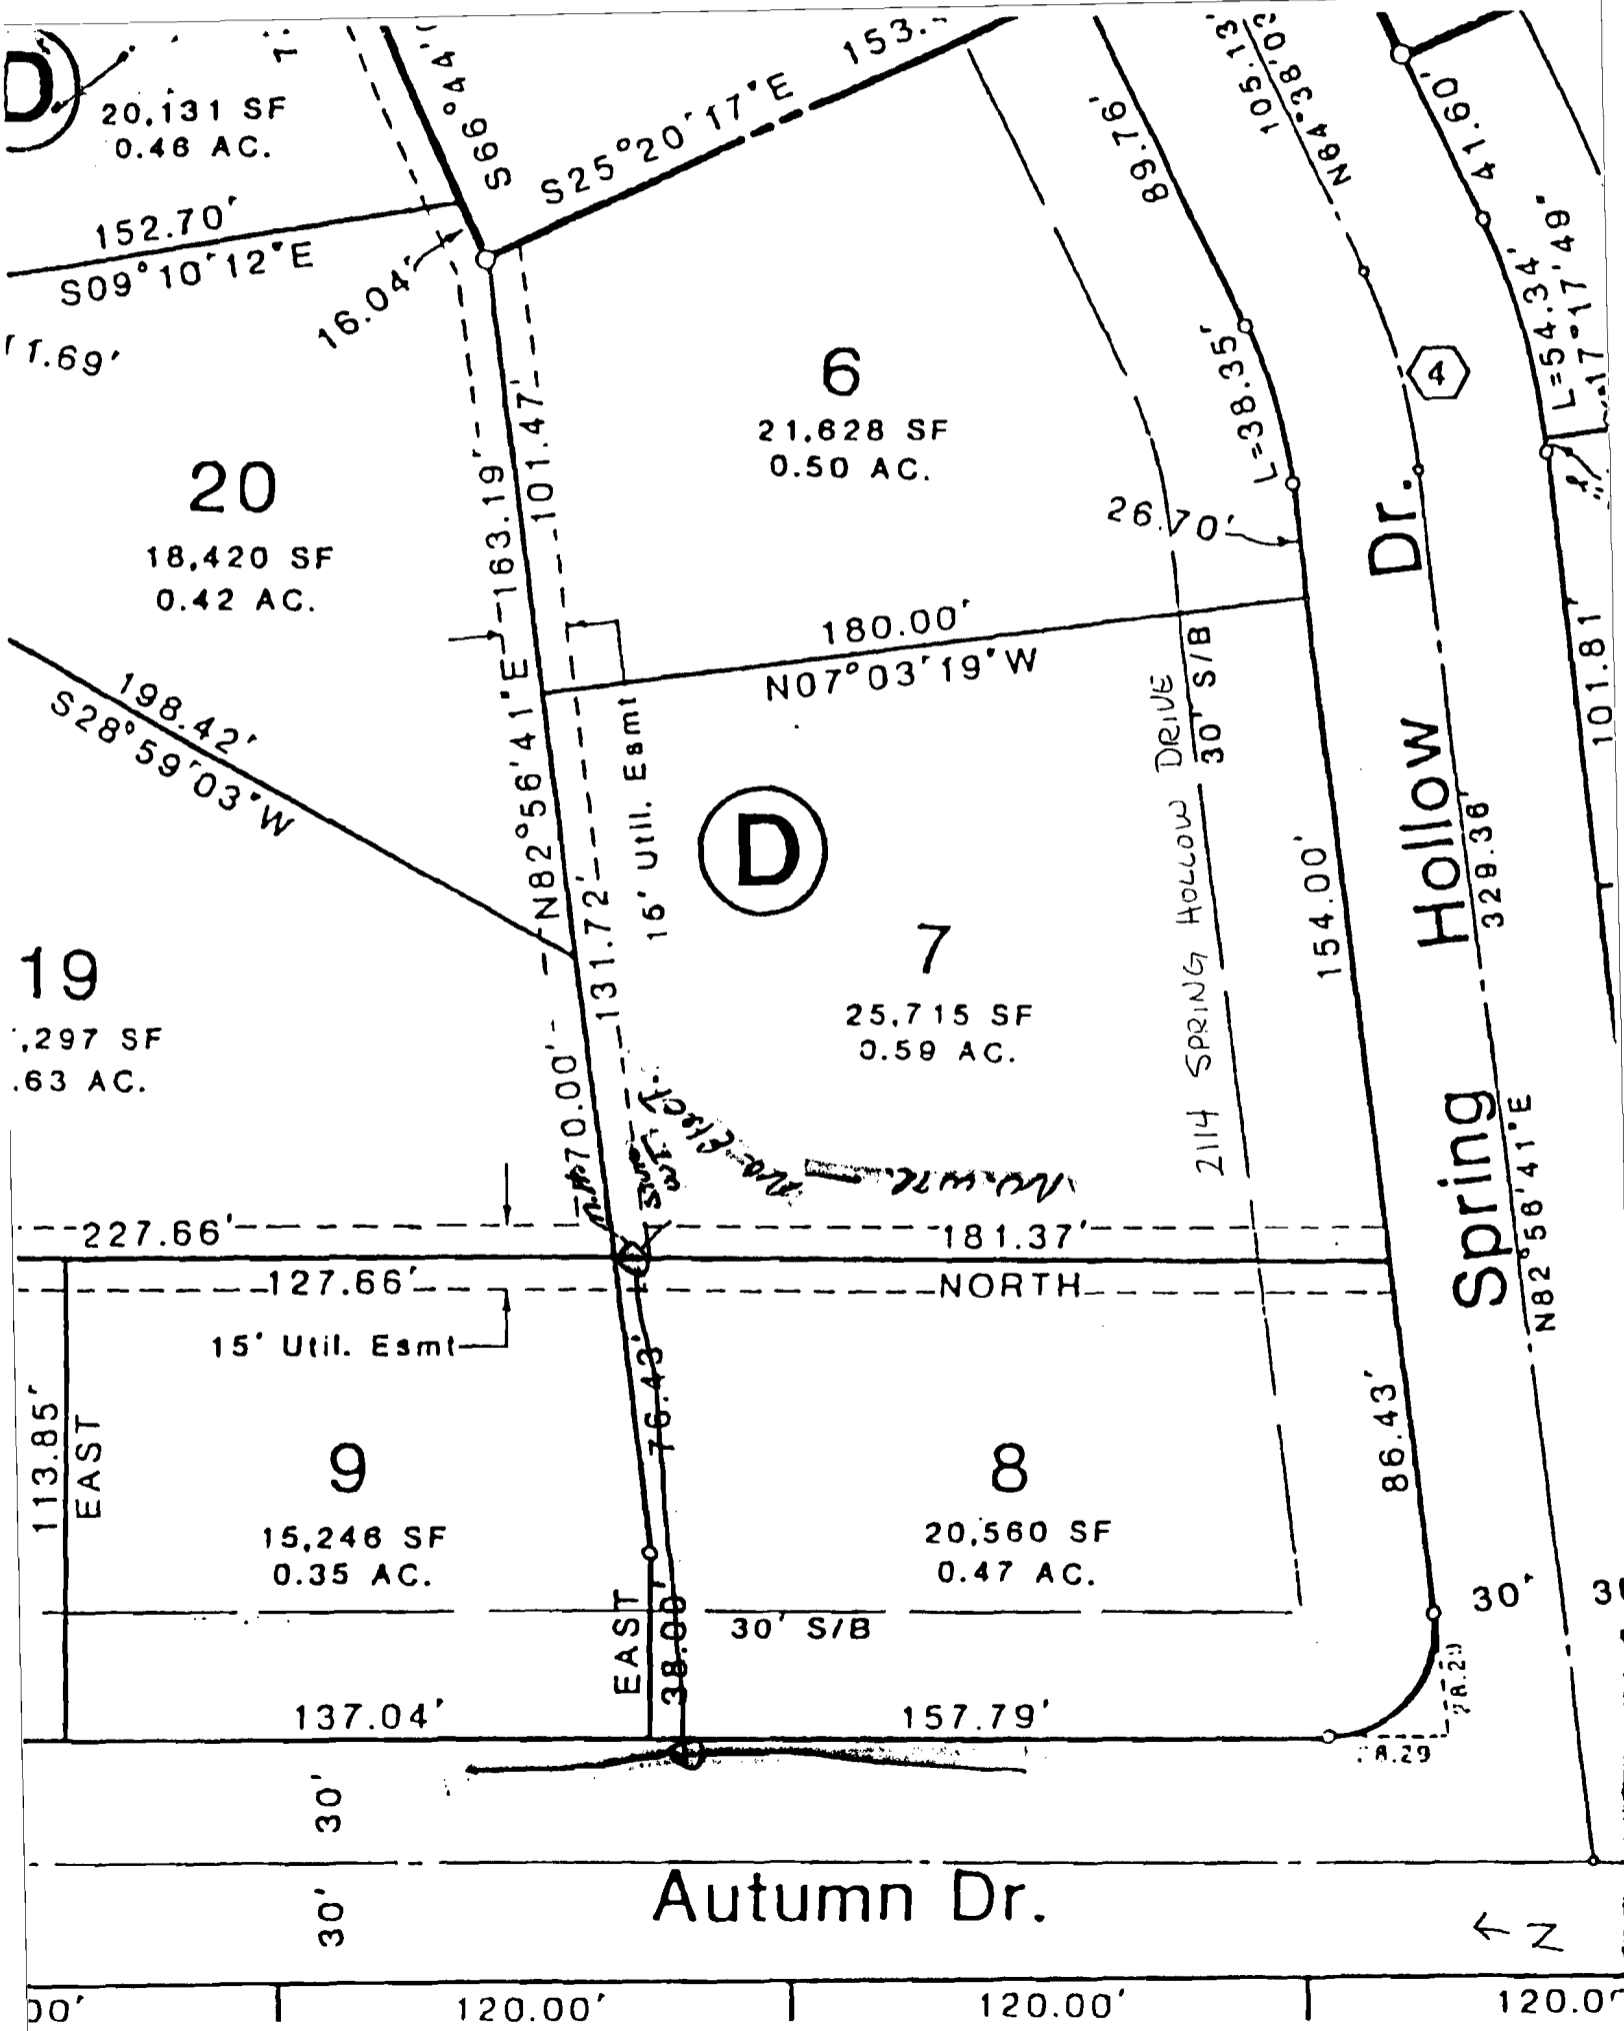 D
20,131 SF
0.46 AC.
152.70'
S09°10'12"E
16.04'
S66°44'
S25°20'17"E
153.
89.76'
105.13'
N64°38'03
41.60'
L=54.34'
17°17'49"
4
L=38.35'
26.70'
6
21,628 SF
0.50 AC.
101.47'
163.19'
20
18,420 SF
0.42 AC.
198.42'
S28°59'03"W
N82°56'41"E
180.00'
N07°03'19"W
15' Util. Esmt
131.72'
D
30' S/B
2114 SPRING HOLLOW DRIVE
154.00'
Spring Hollow Dr.
329.36'
N82°56'41"E
101.81'
19
,297 SF
.63 AC.
7
25,715 SF
0.59 AC.
70.00'
227.66'
181.37'
127.66'
NORTH
15' Util. Esmt
76.43'
86.43'
113.85'
EAST
9
15,246 SF
0.35 AC.
8
20,560 SF
0.47 AC.
EAST
38.00'
30' S/B
30'
137.04'
157.79'
30'
Autumn Dr.
30'
← N
00'
120.00'
120.00'
120.0